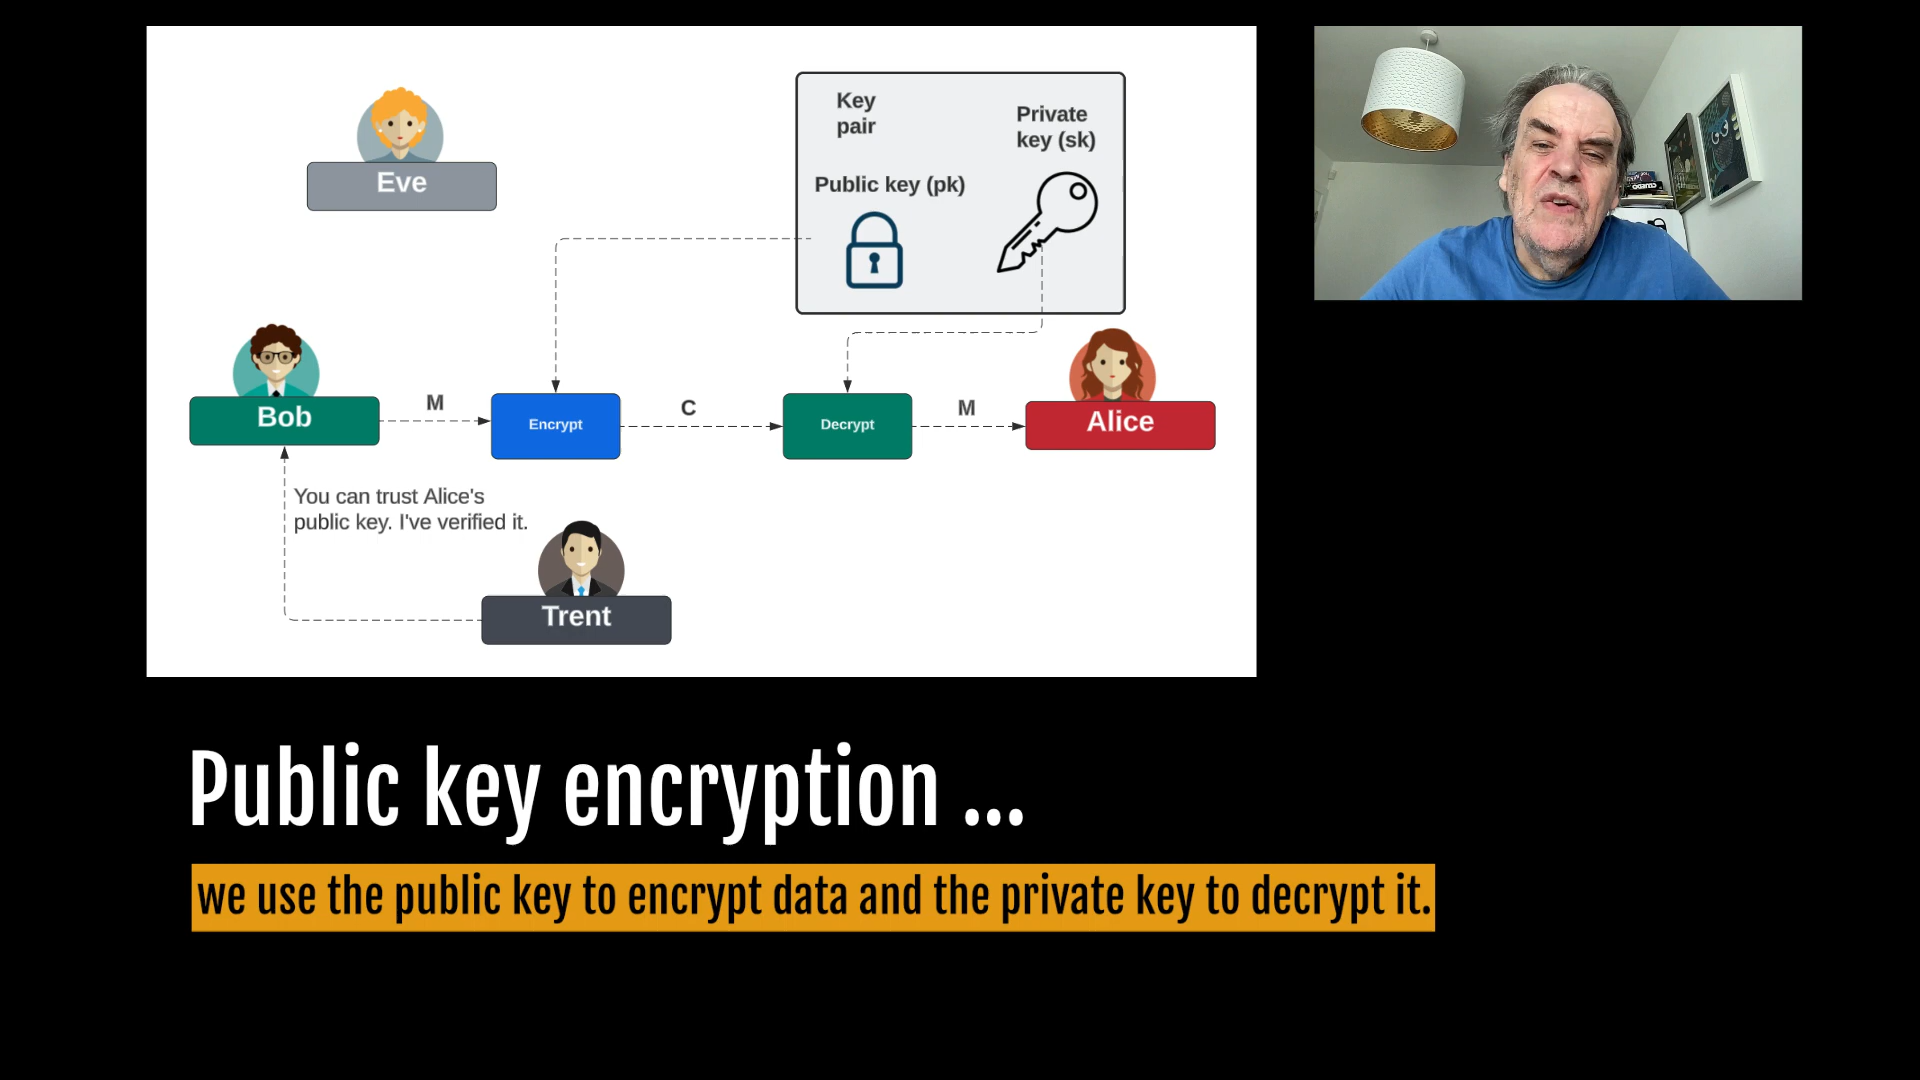 Eve
Key
pair
Private
key (sk)
Public key (pk)
Bob
M
Encrypt
C
Decrypt
M
Alice
You can trust Alice's
public key. I've verified it.
Trent
Public key encryption ...
we use the public key to encrypt data and the private key to decrypt it.